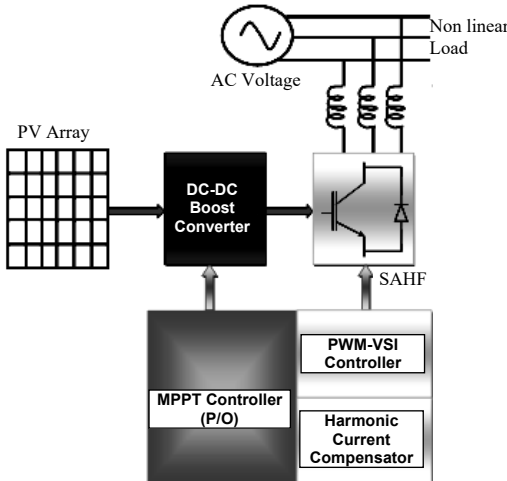 Non linear
Load
AC Voltage
PV Array
DC-DC
Boost
Converter
SAHF
PWM-VSI
Controller
MPPT Controller
(P/O)
Harmonic
Current
Compensator